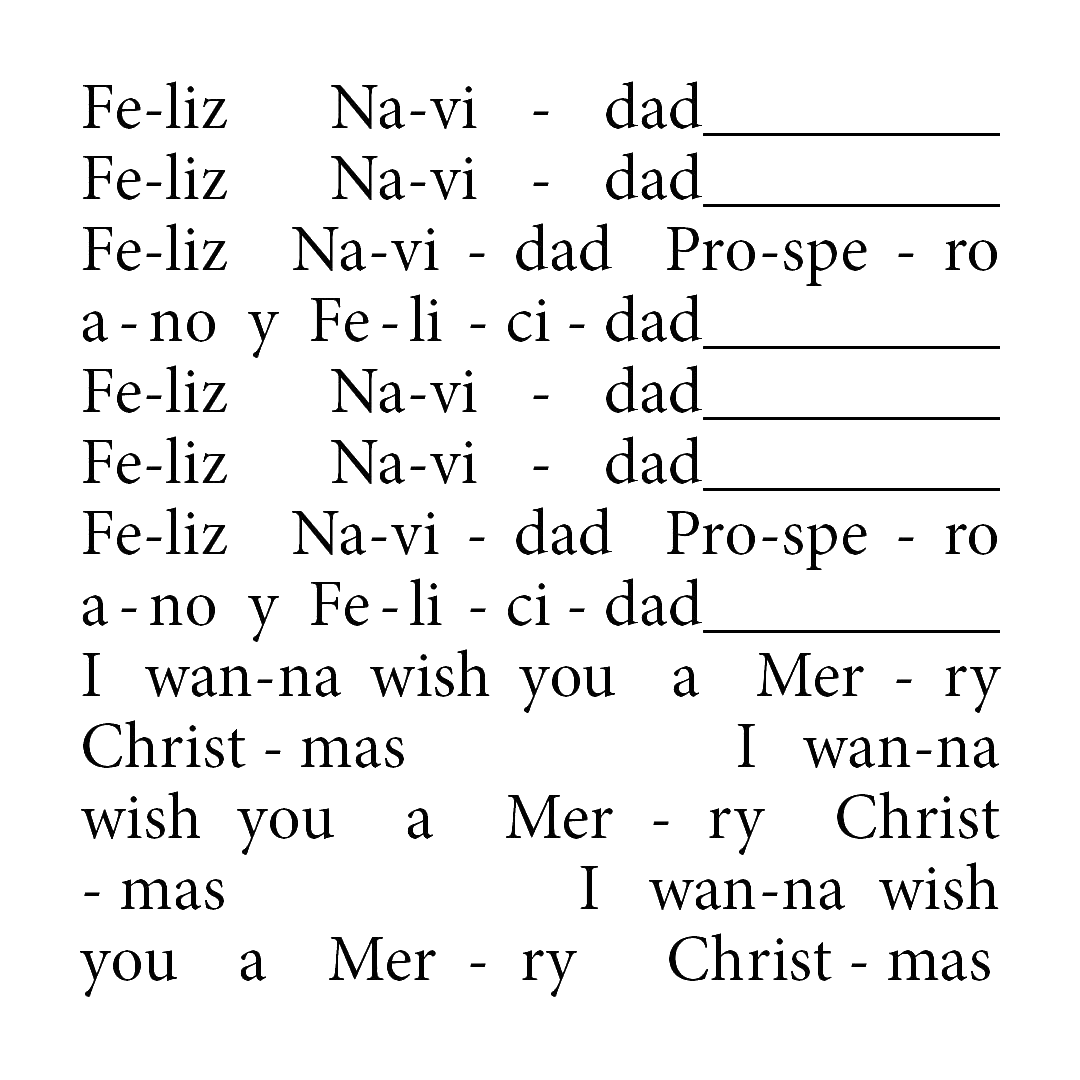 Fe-liz Na-vi - dad__________
Fe-liz Na-vi - dad__________
Fe-liz Na-vi - dad Pro-spe - ro
a - no y Fe - li - ci - dad__________
Fe-liz Na-vi - dad__________
Fe-liz Na-vi - dad__________
Fe-liz Na-vi - dad Pro-spe - ro
a - no y Fe - li - ci - dad__________
I wan-na wish you a Mer - ry
Christ - mas I wan-na
wish you a Mer - ry Christ
- mas I wan-na wish
you a Mer - ry Christ - mas